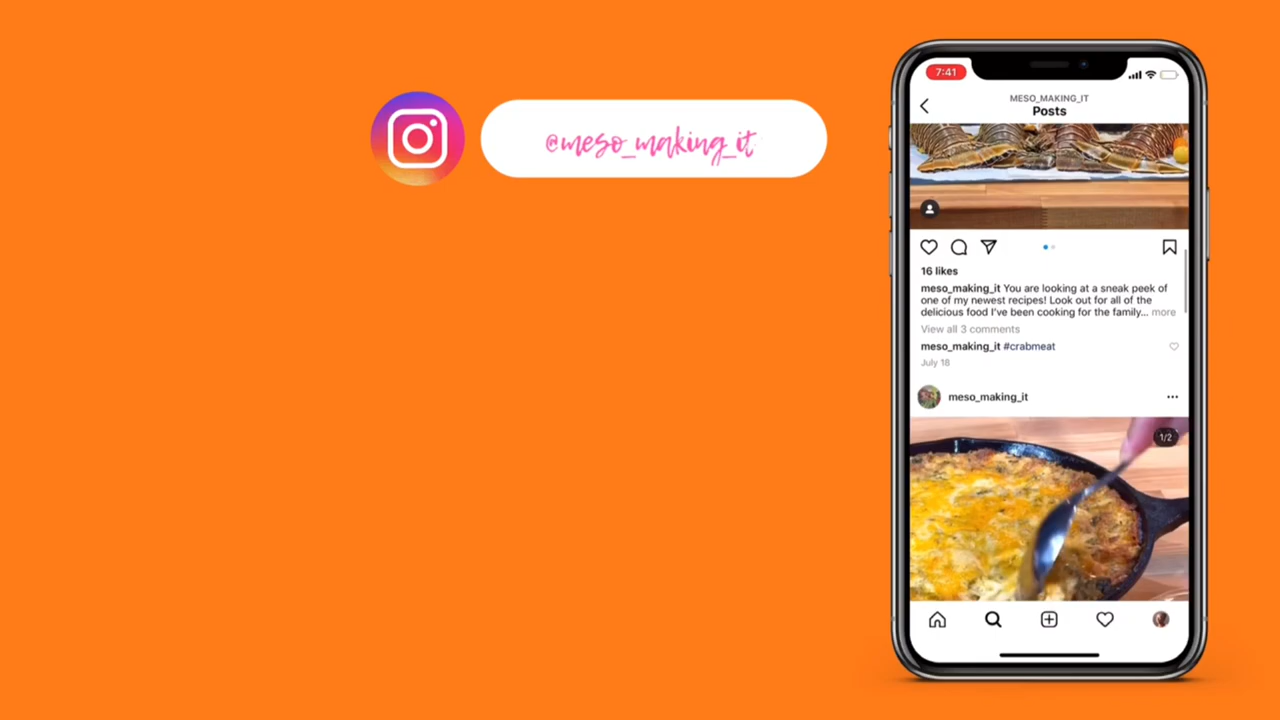 @meso_making_it
7:41
MESO_MAKING_IT
Posts
16 likes
meso_making_it You are looking at a sneak peek of
one of my newest recipes! Look out for all of the
delicious food I've been cooking for the family... more
View all 3 comments
meso_making_it #crabmeat
July 18
meso_making_it
1/2